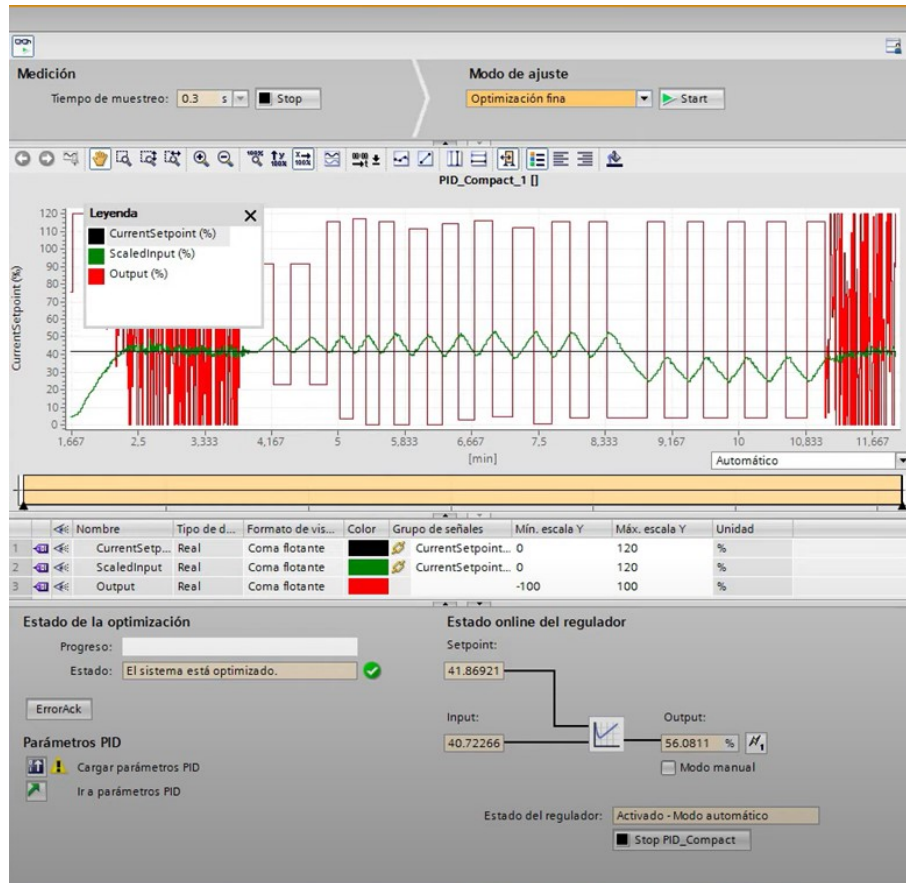 Medición
Modo de ajuste
Tiempo de muestreo: 0.3 s Stop
Optimización fina Start
PID_Compact_1 []
Leyenda
CurrentSetpoint (%)
ScaledInput (%)
Output (%)
CurrentSetpoint (%)
120
110
100
90
80
70
60
50
40
30
20
10
0
1,667 2,5 3,333 4,167 5 5,833 6,667 7,5 8,333 9,167 10 10,833 11,667
[min]
Automático
Nombre Tipo de d... Formato de vis... Color Grupo de señales Mín. escala Y Máx. escala Y Unidad
1 CurrentSetp... Real Coma flotante CurrentSetpoint... 0 120 %
2 ScaledInput Real Coma flotante CurrentSetpoint... 0 120 %
3 Output Real Coma flotante -100 100 %
Estado de la optimización
Progreso:
Estado: El sistema está optimizado.
ErrorAck
Parámetros PID
Cargar parámetros PID
Ir a parámetros PID
Estado online del regulador
Setpoint:
41.86921
Input:
40.72266
Output:
56.0811 %
Modo manual
Estado del regulador: Activado - Modo automático
Stop PID_Compact